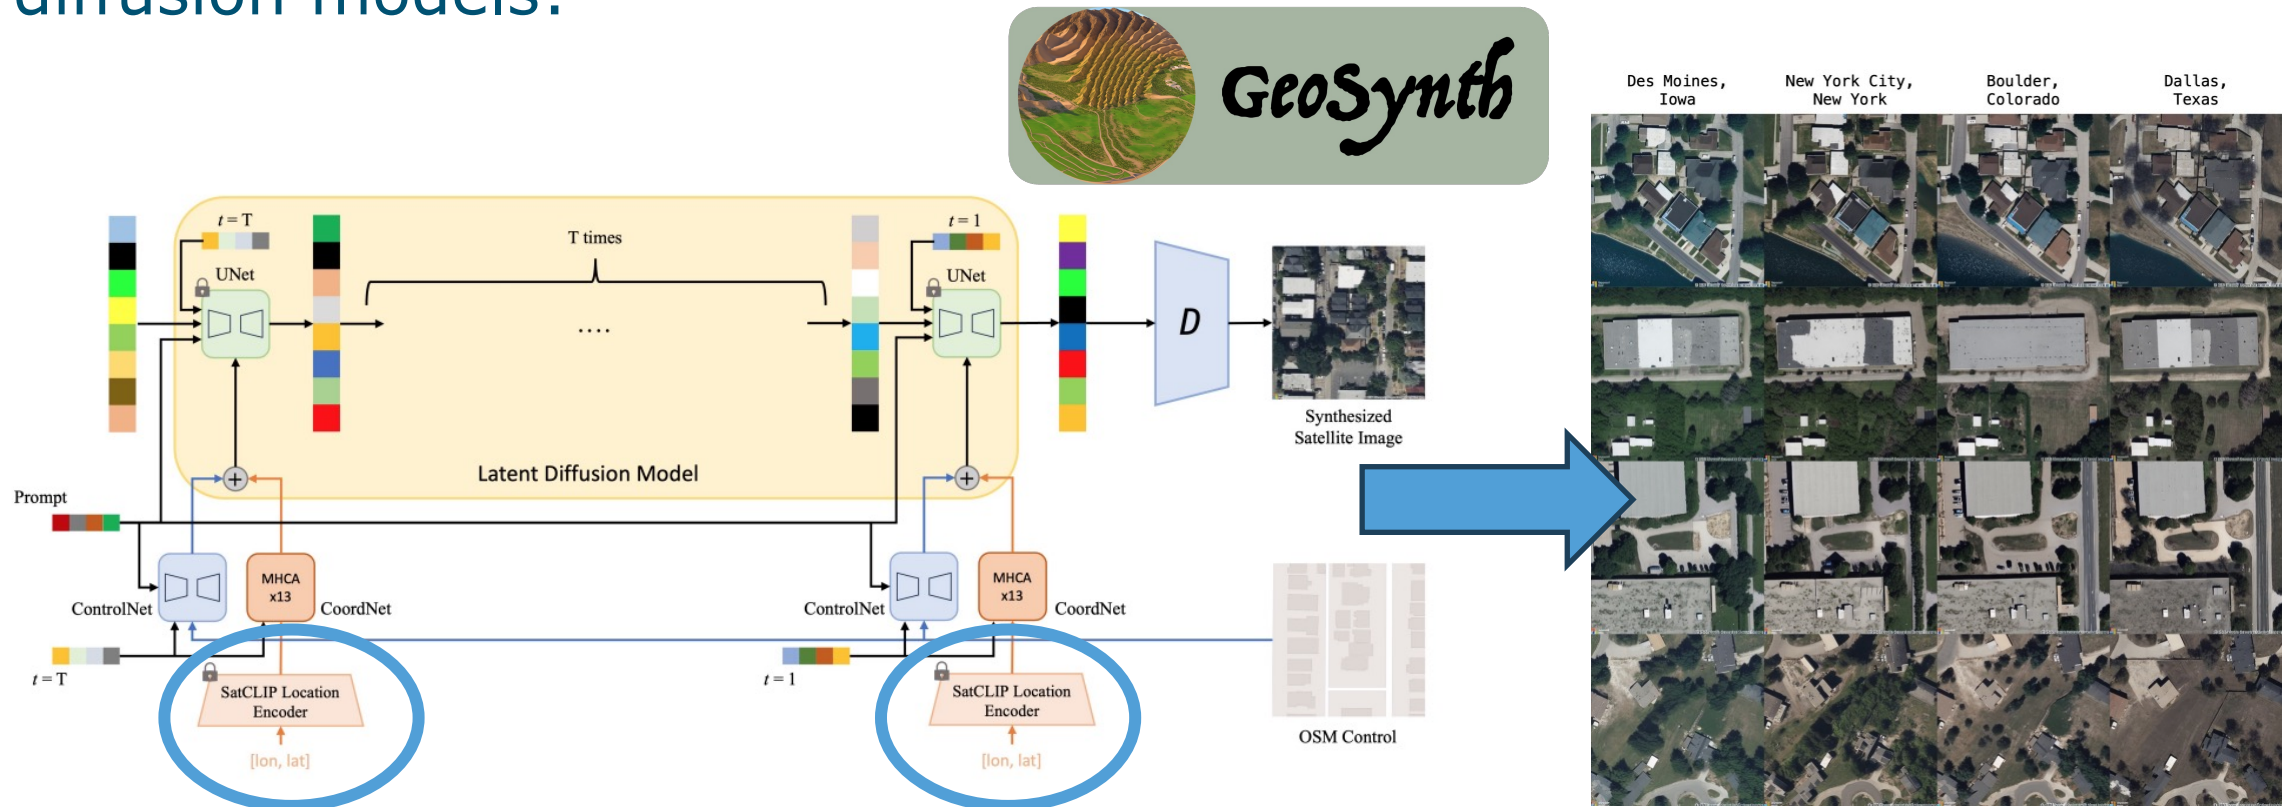 diffusion models!
GeoSynth
Des Moines,
Iowa
New York City,
New York
Boulder,
Colorado
Dallas,
Texas
t = T
T times
t = 1
UNet
UNet
....
D
Synthesized
Satellite Image
Latent Diffusion Model
Prompt
MHCA
x13
ControlNet
CoordNet
MHCA
x13
ControlNet
CoordNet
t = T
t = 1
SatCLIP Location
Encoder
SatCLIP Location
Encoder
[lon, lat]
[lon, lat]
OSM Control